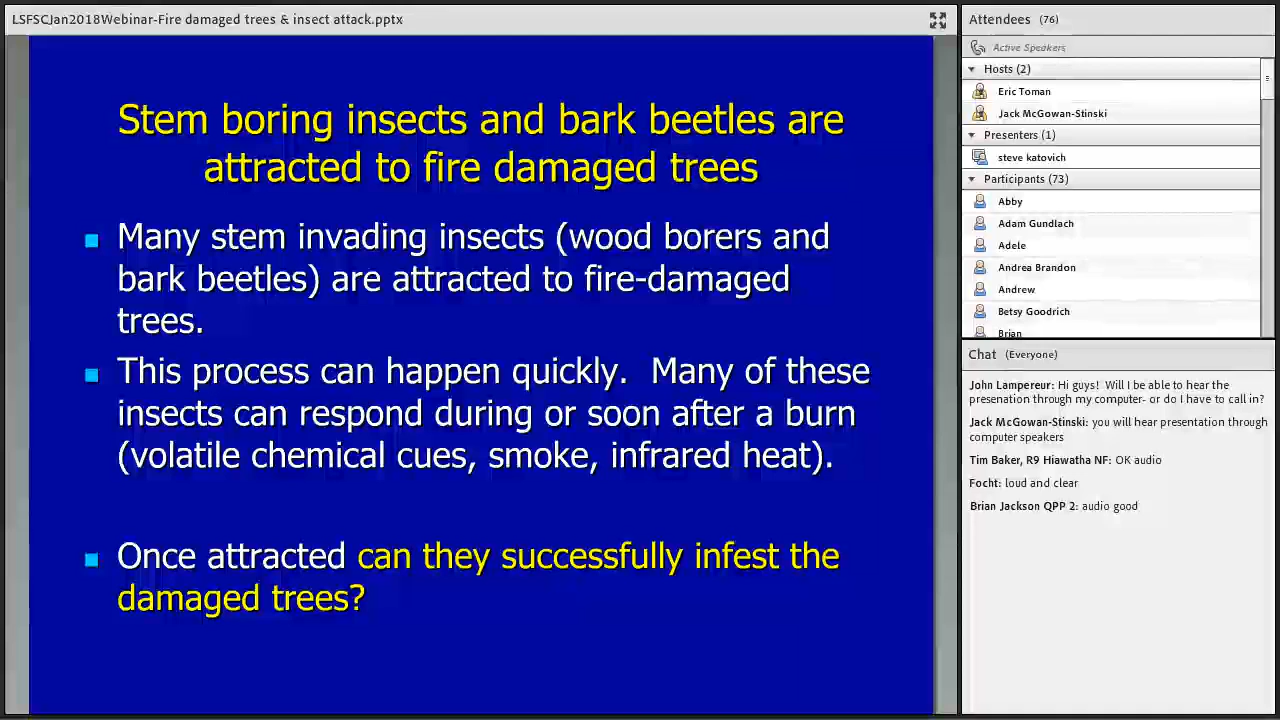 LSFSCJan2018Webinar-Fire damaged trees & insect attack.pptx
Stem boring insects and bark beetles are
attracted to fire damaged trees
Many stem invading insects (wood borers and
bark beetles) are attracted to fire-damaged
trees.
This process can happen quickly.  Many of these
insects can respond during or soon after a burn
(volatile chemical cues, smoke, infrared heat).
Once attracted can they successfully infest the
damaged trees?
Attendees (76)
Active Speakers
Hosts (2)
Eric Toman
Jack McGowan-Stinski
Presenters (1)
steve katovich
Participants (73)
Abby
Adam Gundlach
Adele
Andrea Brandon
Andrew
Betsy Goodrich
Brian
Chat (Everyone)
John Lampereur: Hi guys!  Will I be able to hear the
presenation through my computer- or do I have to call in?
Jack McGowan-Stinski: you will hear presentation through
computer speakers
Tim Baker, R9 Hiawatha NF: OK audio
Focht: loud and clear
Brian Jackson QPP 2: audio good